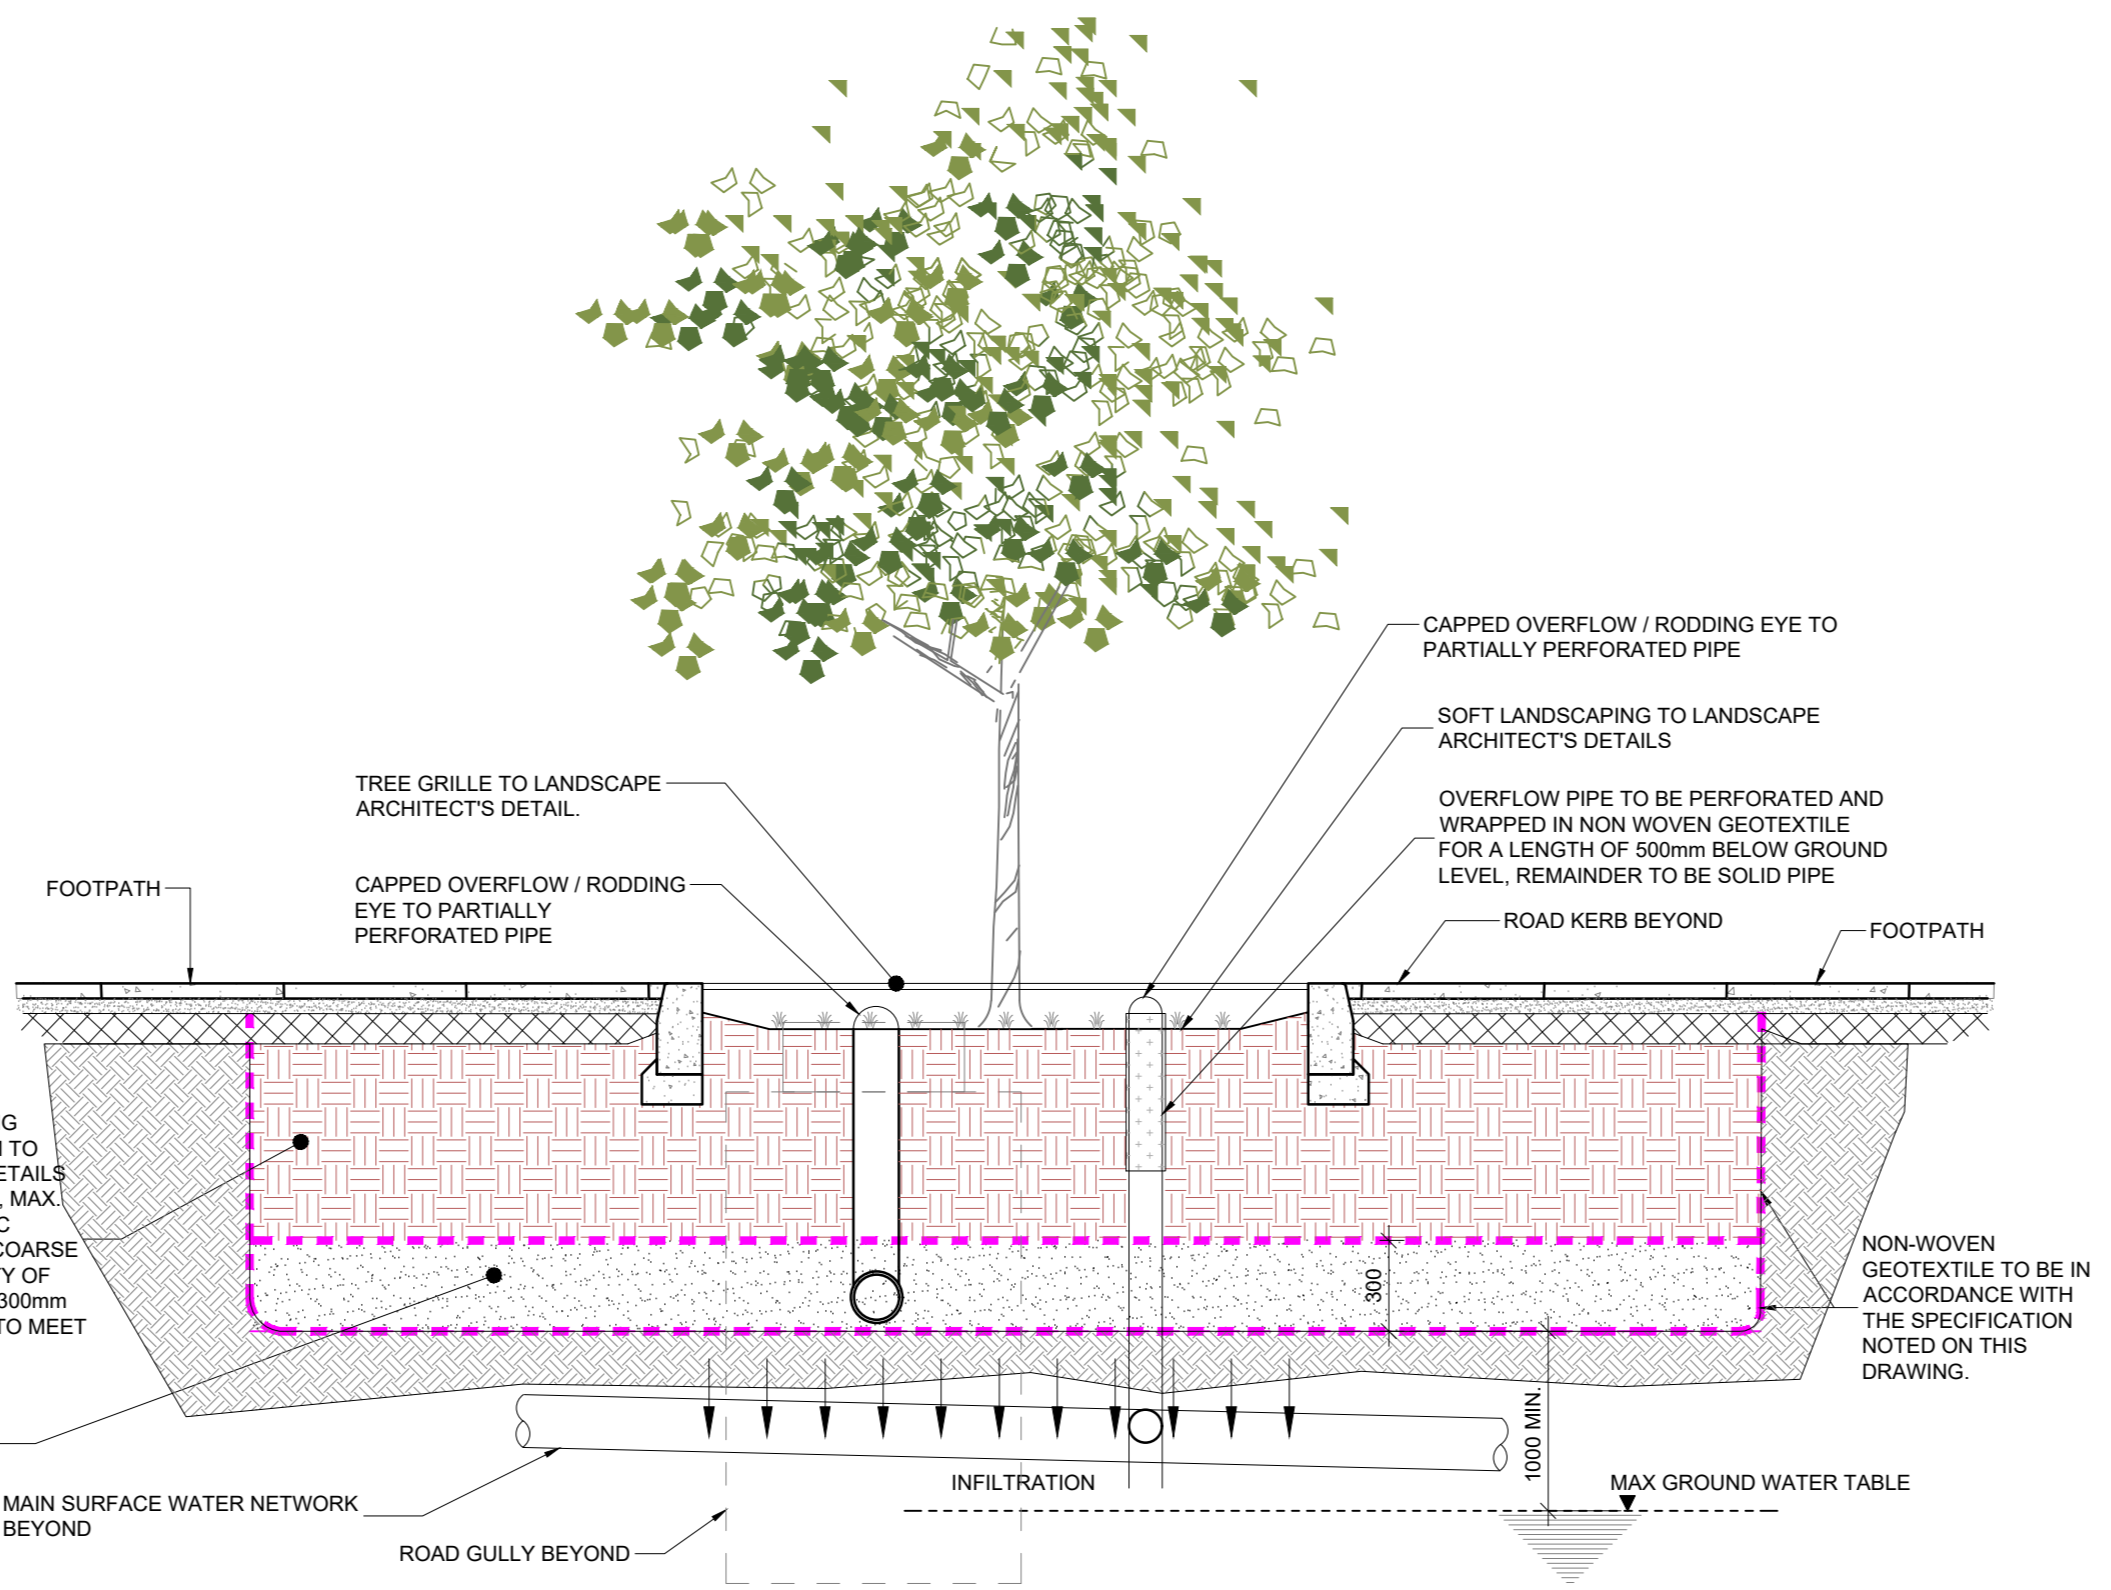 CAPPED OVERFLOW / RODDING EYE TO
PARTIALLY PERFORATED PIPE
SOFT LANDSCAPING TO LANDSCAPE
ARCHITECT'S DETAILS
TREE GRILLE TO LANDSCAPE
ARCHITECT'S DETAIL.
OVERFLOW PIPE TO BE PERFORATED AND
WRAPPED IN NON WOVEN GEOTEXTILE
FOR A LENGTH OF 500mm BELOW GROUND
LEVEL, REMAINDER TO BE SOLID PIPE
FOOTPATH
CAPPED OVERFLOW / RODDING
EYE TO PARTIALLY
PERFORATED PIPE
ROAD KERB BEYOND
FOOTPATH
G
TO
ETAILS
, MAX.
C
COARSE
TY OF
300mm
TO MEET
300
NON-WOVEN
GEOTEXTILE TO BE IN
ACCORDANCE WITH
THE SPECIFICATION
NOTED ON THIS
DRAWING.
1000 MIN.
INFILTRATION
MAX GROUND WATER TABLE
MAIN SURFACE WATER NETWORK
BEYOND
ROAD GULLY BEYOND